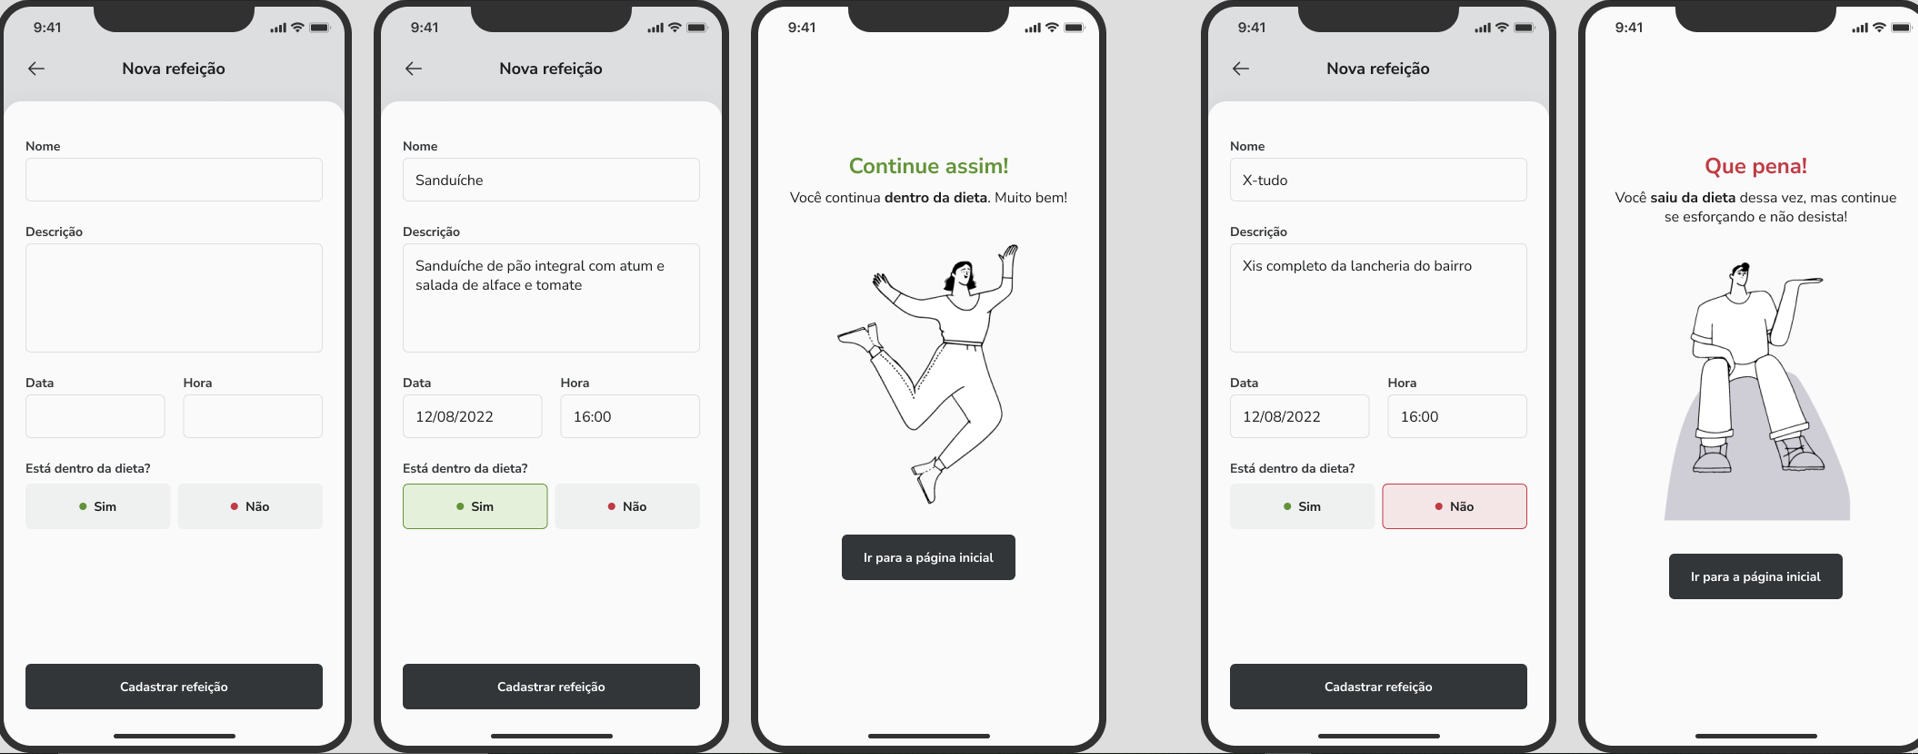 9:41
Nova refeição
Nome
Descrição
Data Hora
Está dentro da dieta?
Sim Não
Cadastrar refeição
9:41
Nova refeição
Nome
Sanduíche
Descrição
Sanduíche de pão integral com atum e
salada de alface e tomate
Data Hora
12/08/2022 16:00
Está dentro da dieta?
Sim Não
Cadastrar refeição
9:41
Continue assim!
Você continua dentro da dieta. Muito bem!
Ir para a página inicial
9:41
Nova refeição
Nome
X-tudo
Descrição
Xis completo da lancheria do bairro
Data Hora
12/08/2022 16:00
Está dentro da dieta?
Sim Não
Cadastrar refeição
9:41
Que pena!
Você saiu da dieta dessa vez, mas continue
se esforçando e não desista!
Ir para a página inicial